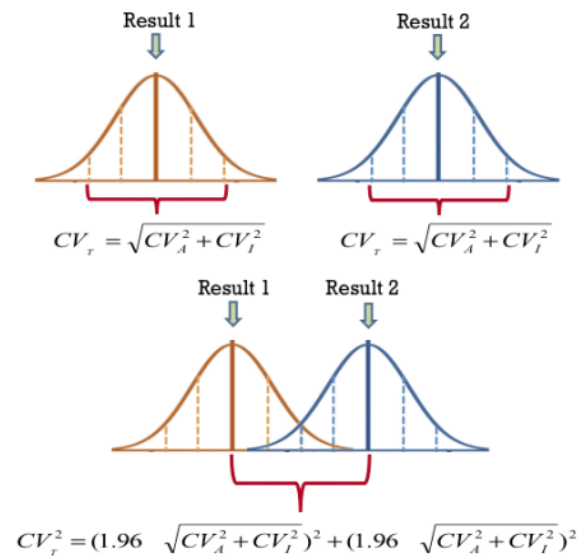 Result 1 Result 2
CV_T = √(CV_A^2 + CV_I^2) CV_T = √(CV_A^2 + CV_I^2)
Result 1 Result 2
CV_T^2 = (1.96 √(CV_A^2 + CV_I^2))^2 + (1.96 √(CV_A^2 + CV_I^2))^2